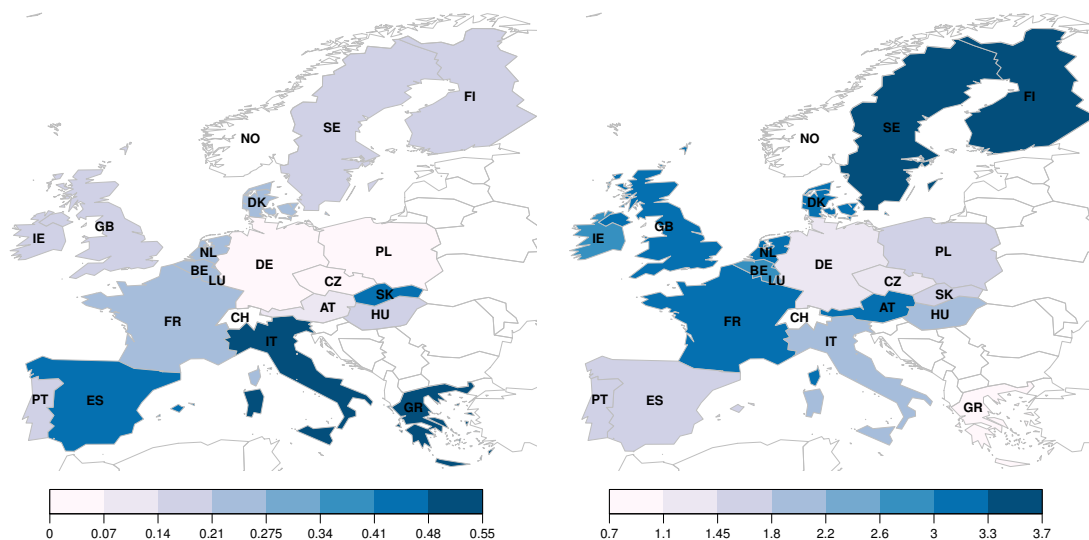 FI
SE
NO
DK
GB
IE
NL
PL
DE
BE
LU
CZ
SK
AT
HU
FR
CH
IT
PT
ES
GR
0 0.07 0.14 0.21 0.275 0.34 0.41 0.48 0.55
FI
SE
NO
DK
GB
IE
NL
PL
DE
BE
LU
CZ
SK
AT
HU
FR
CH
IT
PT
ES
GR
0.7 1.1 1.45 1.8 2.2 2.6 3 3.3 3.7